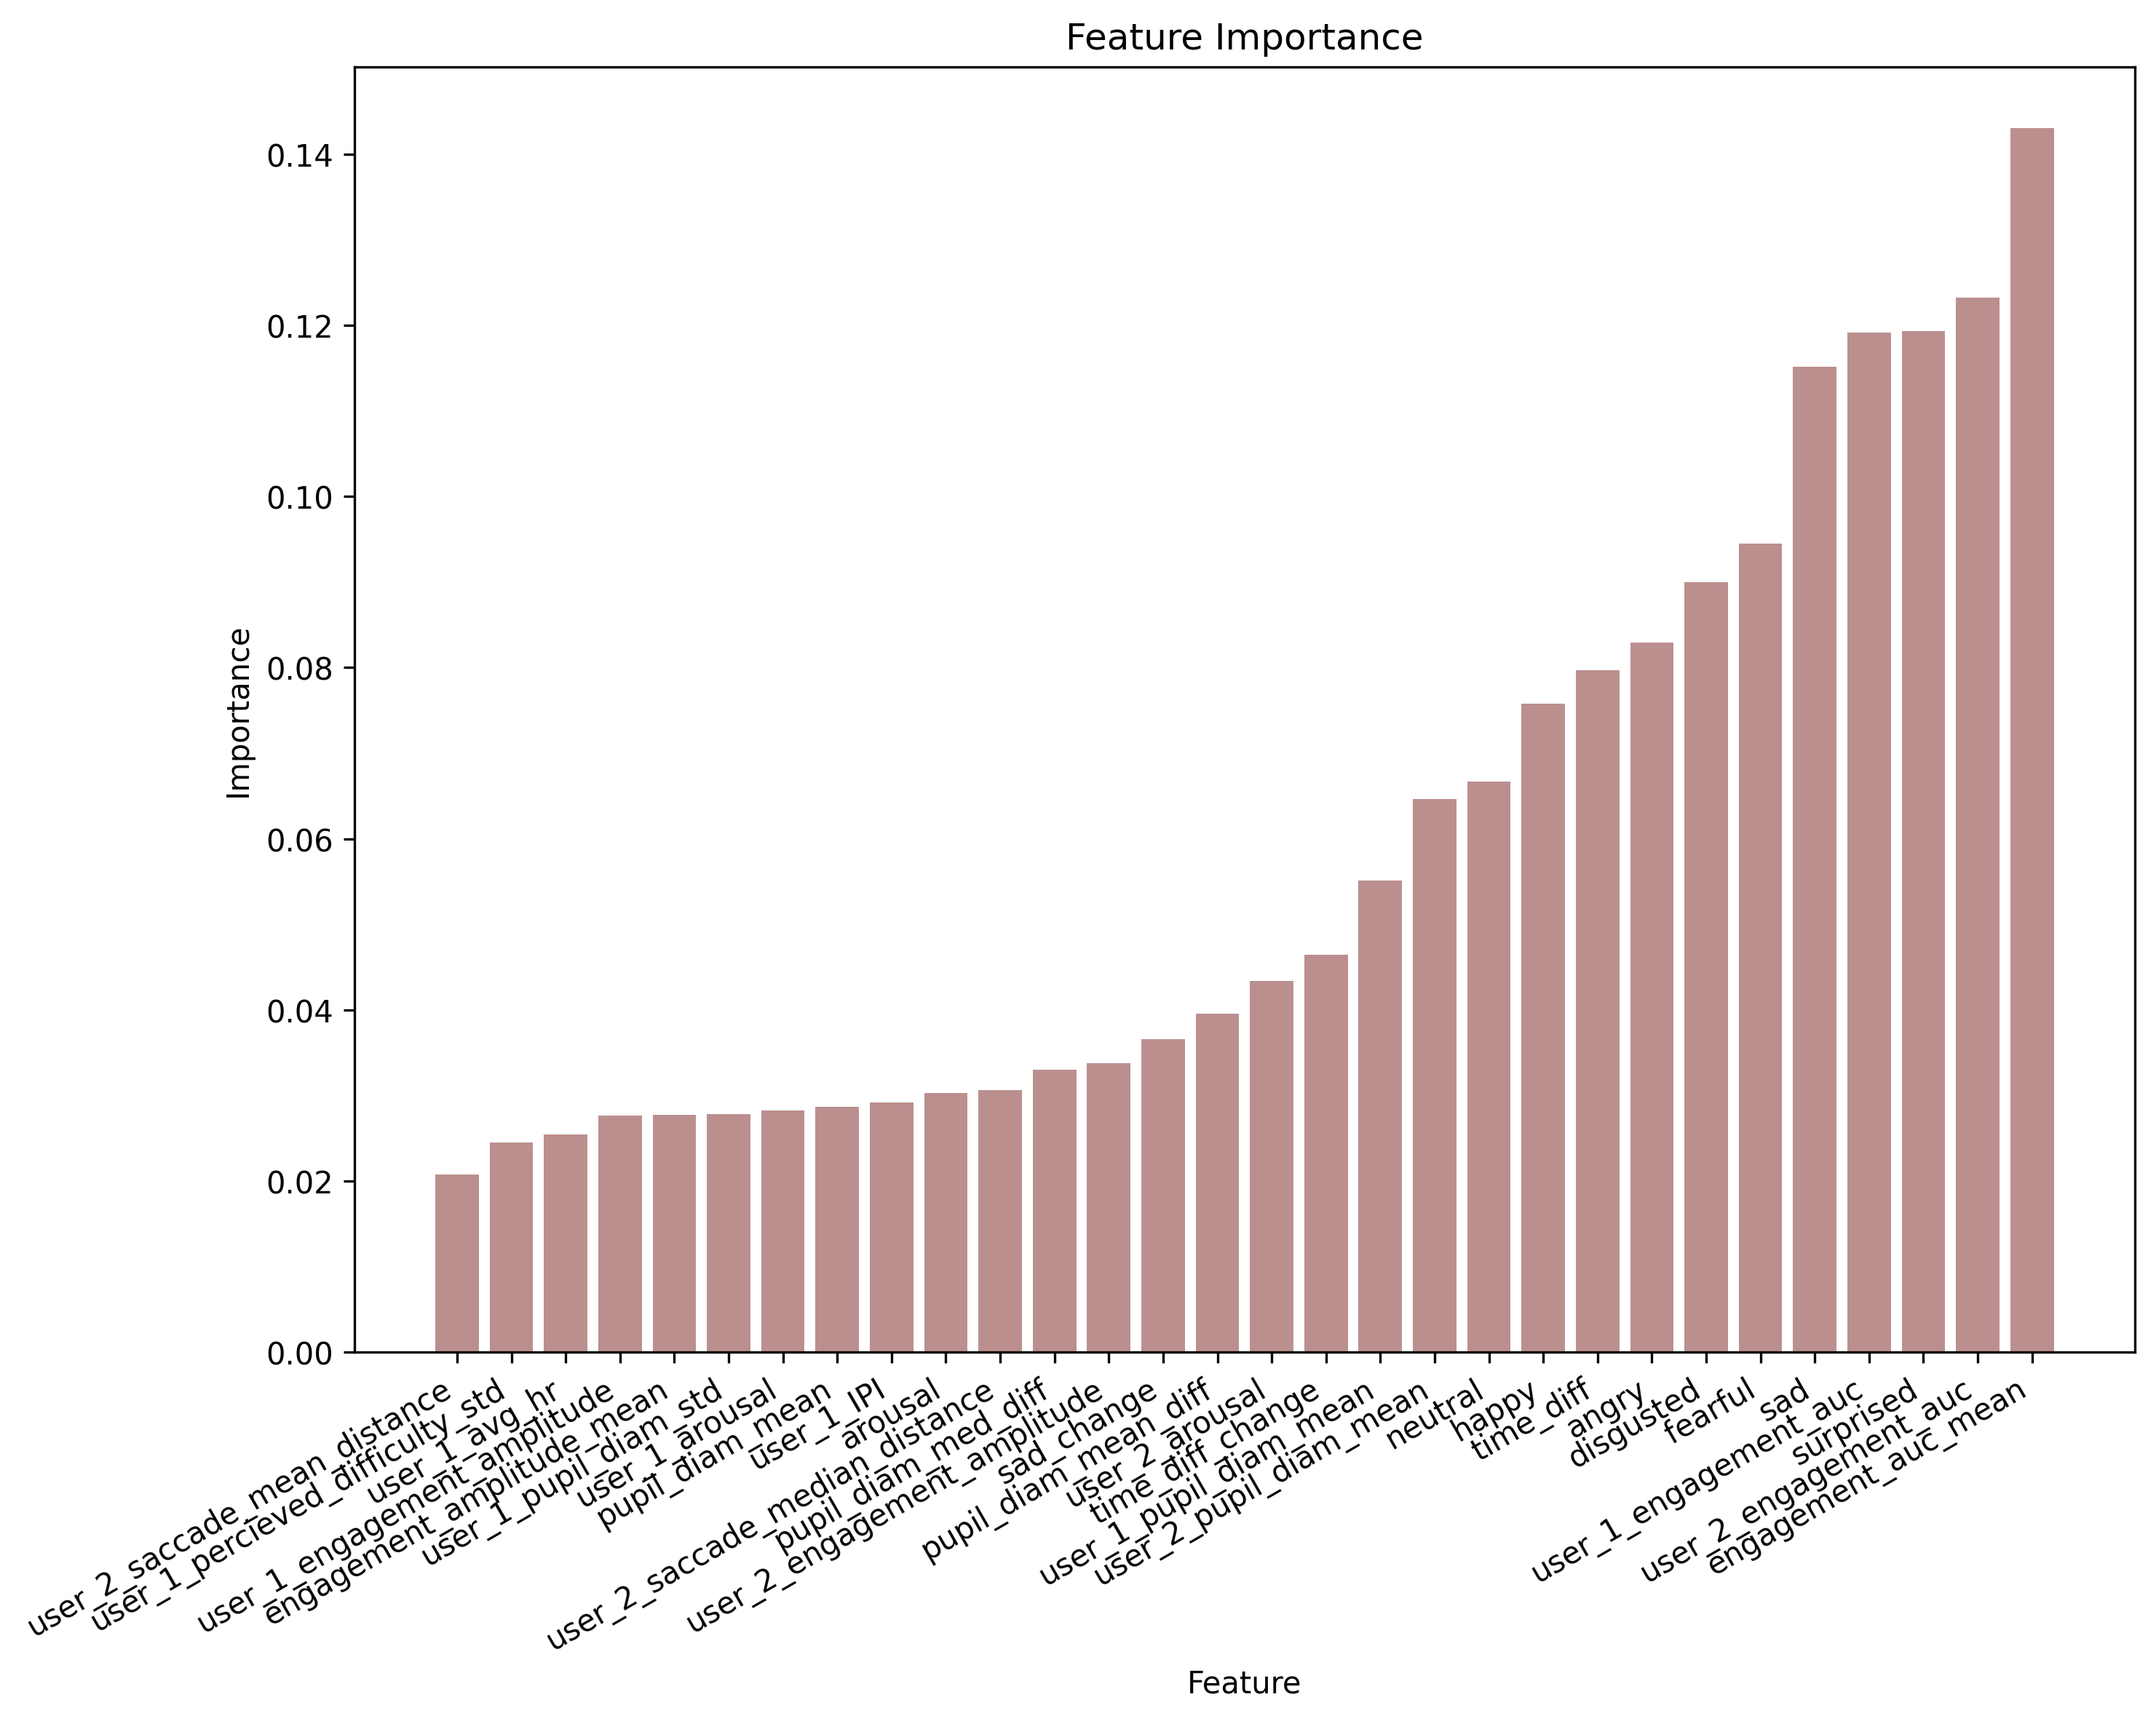 Feature Importance
0.14
0.12
0.10
0.08
0.06
0.04
0.02
0.00
Importance
user_2_saccade_mean_distance
user_1_percieved_difficulty_std
user_1_avg_hr
user_1_engagement_amplitude
engagement_amplitude_mean
user_1_pupil_diam_std
user_1_arousal
pupil_diam_mean
user_1_IPI
arousal
user_2_saccade_median_distance
pupil_diam_med_diff
user_2_engagement_amplitude
sad_change
pupil_diam_mean_diff
user_2_arousal
time_diff_change
user_1_pupil_diam_mean
user_2_pupil_diam_mean
neutral
happy
time_diff
angry
disgusted
fearful
sad
user_1_engagement_auc
surprised
user_2_engagement_auc
engagement_auc_mean
Feature